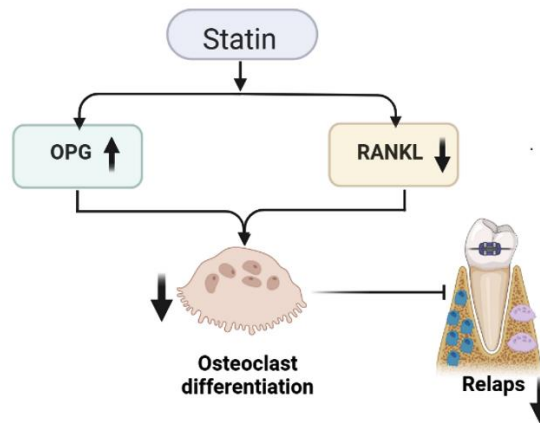 Statin
OPG
RANKL
Osteoclast
differentiation
Relaps